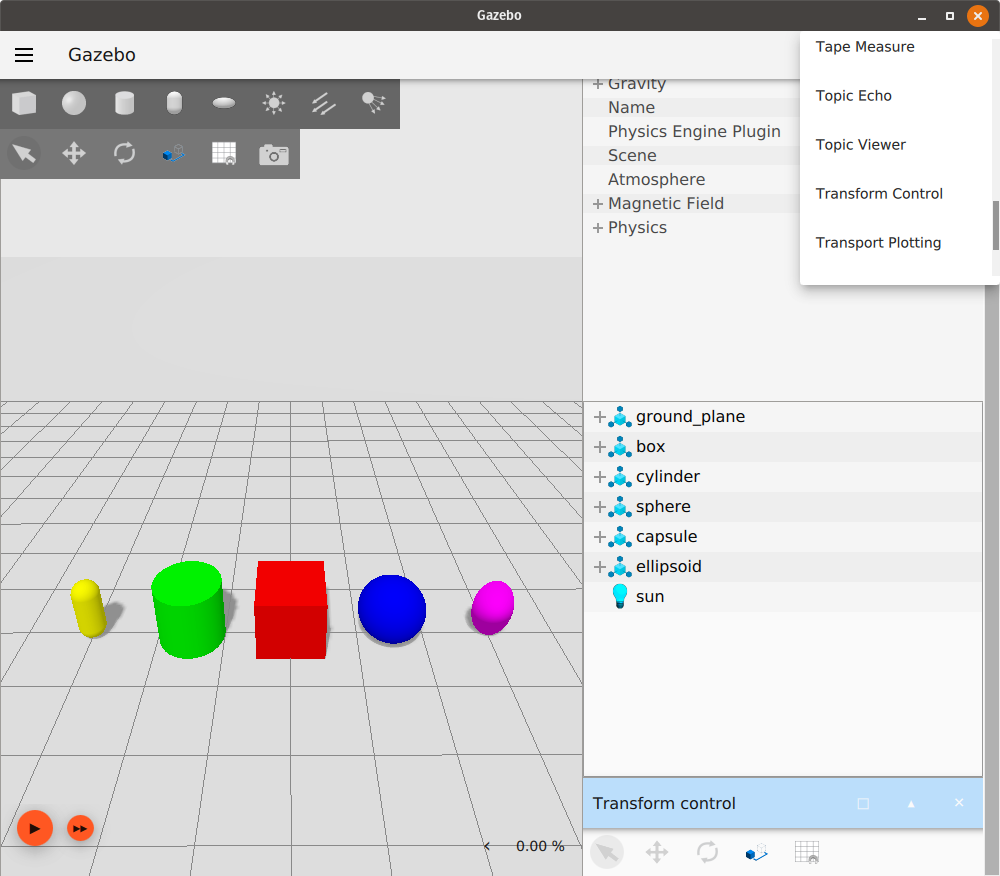 Gazebo
Gazebo
Tape Measure
Topic Echo
Topic Viewer
Transform Control
Transport Plotting
Gravity
Name
Physics Engine Plugin
Scene
Atmosphere
Magnetic Field
Physics
ground_plane
box
cylinder
sphere
capsule
ellipsoid
sun
Transform control
0.00 %